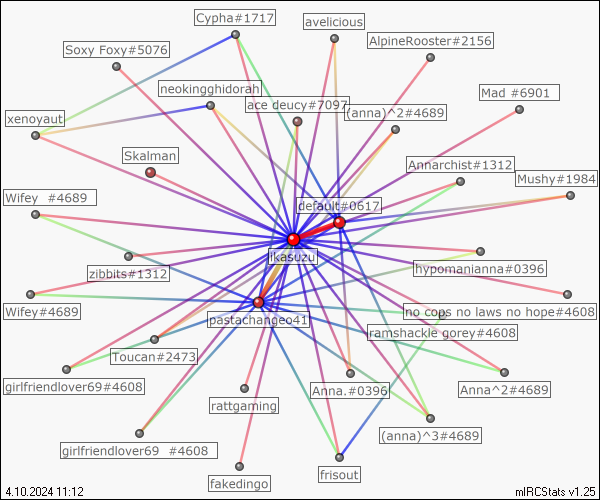 Cypha#1717
avelicious
AlpineRooster#2156
Soxy Foxy#5076
neokingghidorah
Mad #6901
ace deucy#7097
(anna)^2#4689
xenoyaut
Skalman
Annarchist#1312
Mushy#1984
Wifey  #4689
default#0617
ikasuzu
zibbits#1312
hypomanianna#0396
Wifey#4689
no cops no laws no hope#4608
pastachangeo41
ramshackle gorey#4608
Toucan#2473
girlfriendlover69#4608
Anna.#0396
Anna^2#4689
rattgaming
(anna)^3#4689
girlfriendlover69  #4608
frisout
fakedingo
4.10.2024 11:12
mIRCStats v1.25